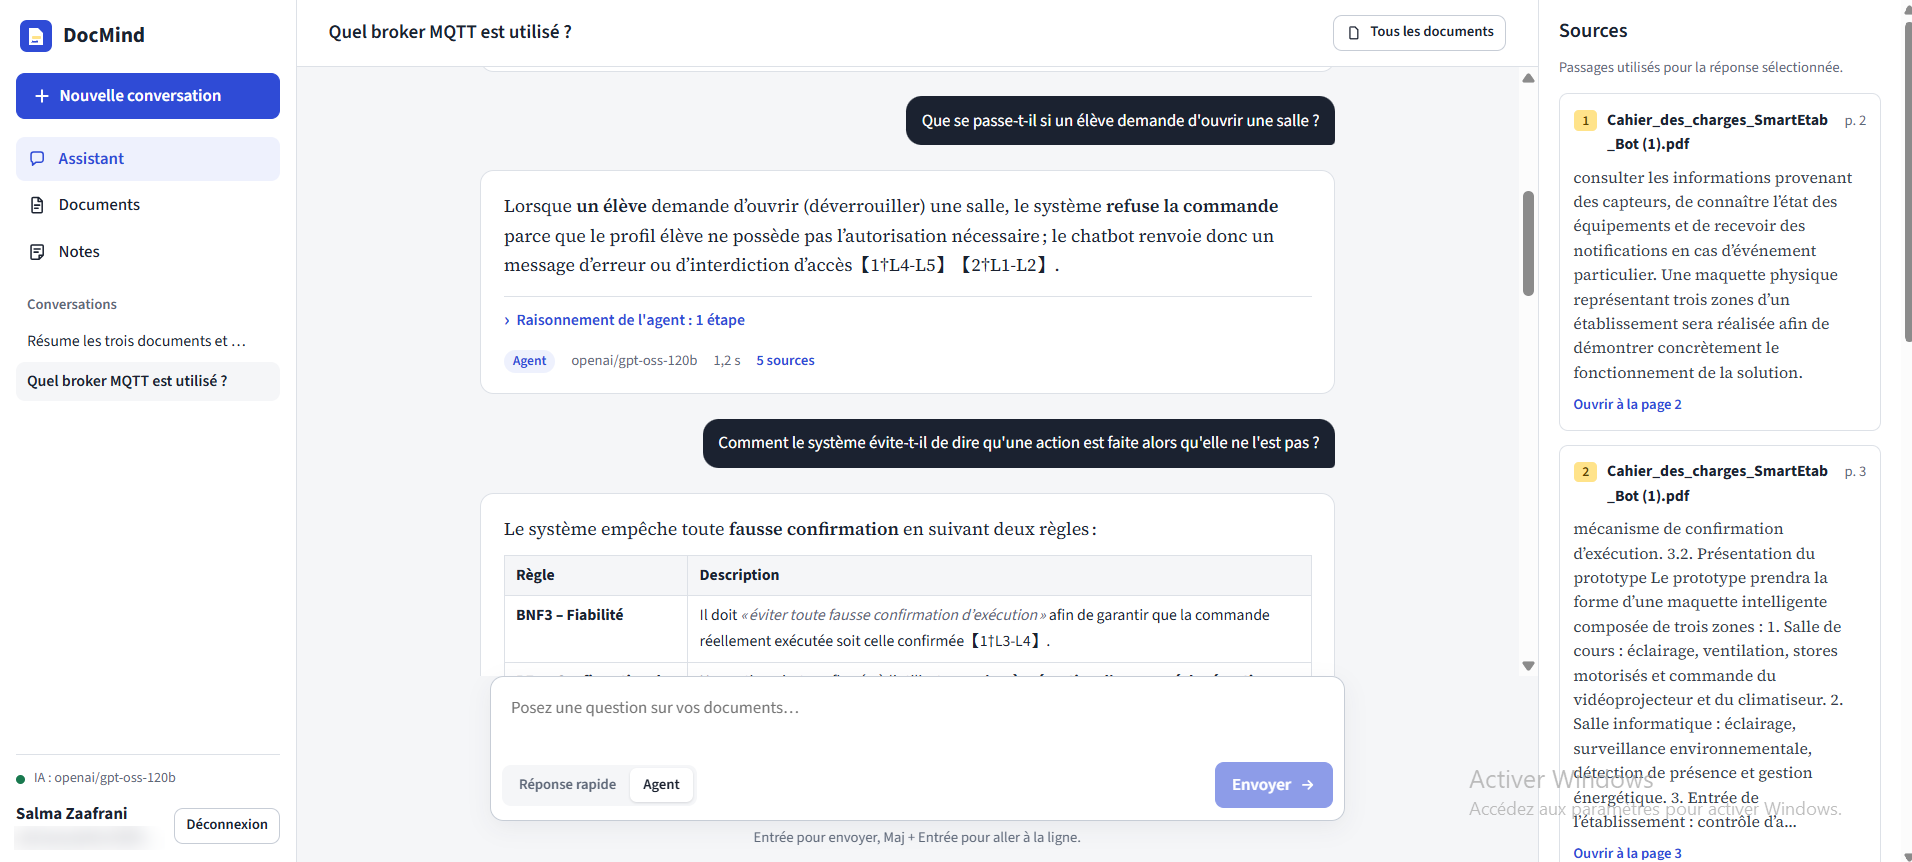 DocMind
Nouvelle conversation
Assistant
Documents
Notes
Conversations
Résume les trois documents et …
Quel broker MQTT est utilisé ?
IA : openai/gpt-oss-120b
Salma Zaafrani
Déconnexion
Quel broker MQTT est utilisé ?
Tous les documents
Que se passe-t-il si un élève demande d'ouvrir une salle ?
Lorsque un élève demande d’ouvrir (déverrouiller) une salle, le système refuse la commande
parce que le profil élève ne possède pas l’autorisation nécessaire ; le chatbot renvoie donc un
message d’erreur ou d’interdiction d’accès【1†L4-L5】【2†L1-L2】.
› Raisonnement de l'agent : 1 étape
Agent openai/gpt-oss-120b 1,2 s 5 sources
Comment le système évite-t-il de dire qu'une action est faite alors qu'elle ne l'est pas ?
Le système empêche toute fausse confirmation en suivant deux règles :
Règle Description
BNF3 – Fiabilité Il doit « éviter toute fausse confirmation d’exécution » afin de garantir que la commande
réellement exécutée soit celle confirmée【1†L3-L4】.
Posez une question sur vos documents…
Réponse rapide Agent Envoyer →
Entrée pour envoyer, Maj + Entrée pour aller à la ligne.
Sources
Passages utilisés pour la réponse sélectionnée.
1 Cahier_des_charges_SmartEtab p. 2
_Bot (1).pdf
consulter les informations provenant
des capteurs, de connaître l’état des
équipements et de recevoir des
notifications en cas d’événement
particulier. Une maquette physique
représentant trois zones d’un
établissement sera réalisée afin de
démontrer concrètement le
fonctionnement de la solution.
Ouvrir à la page 2
2 Cahier_des_charges_SmartEtab p. 3
_Bot (1).pdf
mécanisme de confirmation
d’exécution. 3.2. Présentation du
prototype Le prototype prendra la
forme d’une maquette intelligente
composée de trois zones : 1. Salle de
cours : éclairage, ventilation, stores
motorisés et commande du
vidéoprojecteur et du climatiseur. 2.
Salle informatique : éclairage,
surveillance environnementale,
détection de présence et gestion
énergétique. 3. Entrée de
l’établissement : contrôle d’a…
Ouvrir à la page 3
Activer Windows
Accédez aux paramètres pour activer Windows.